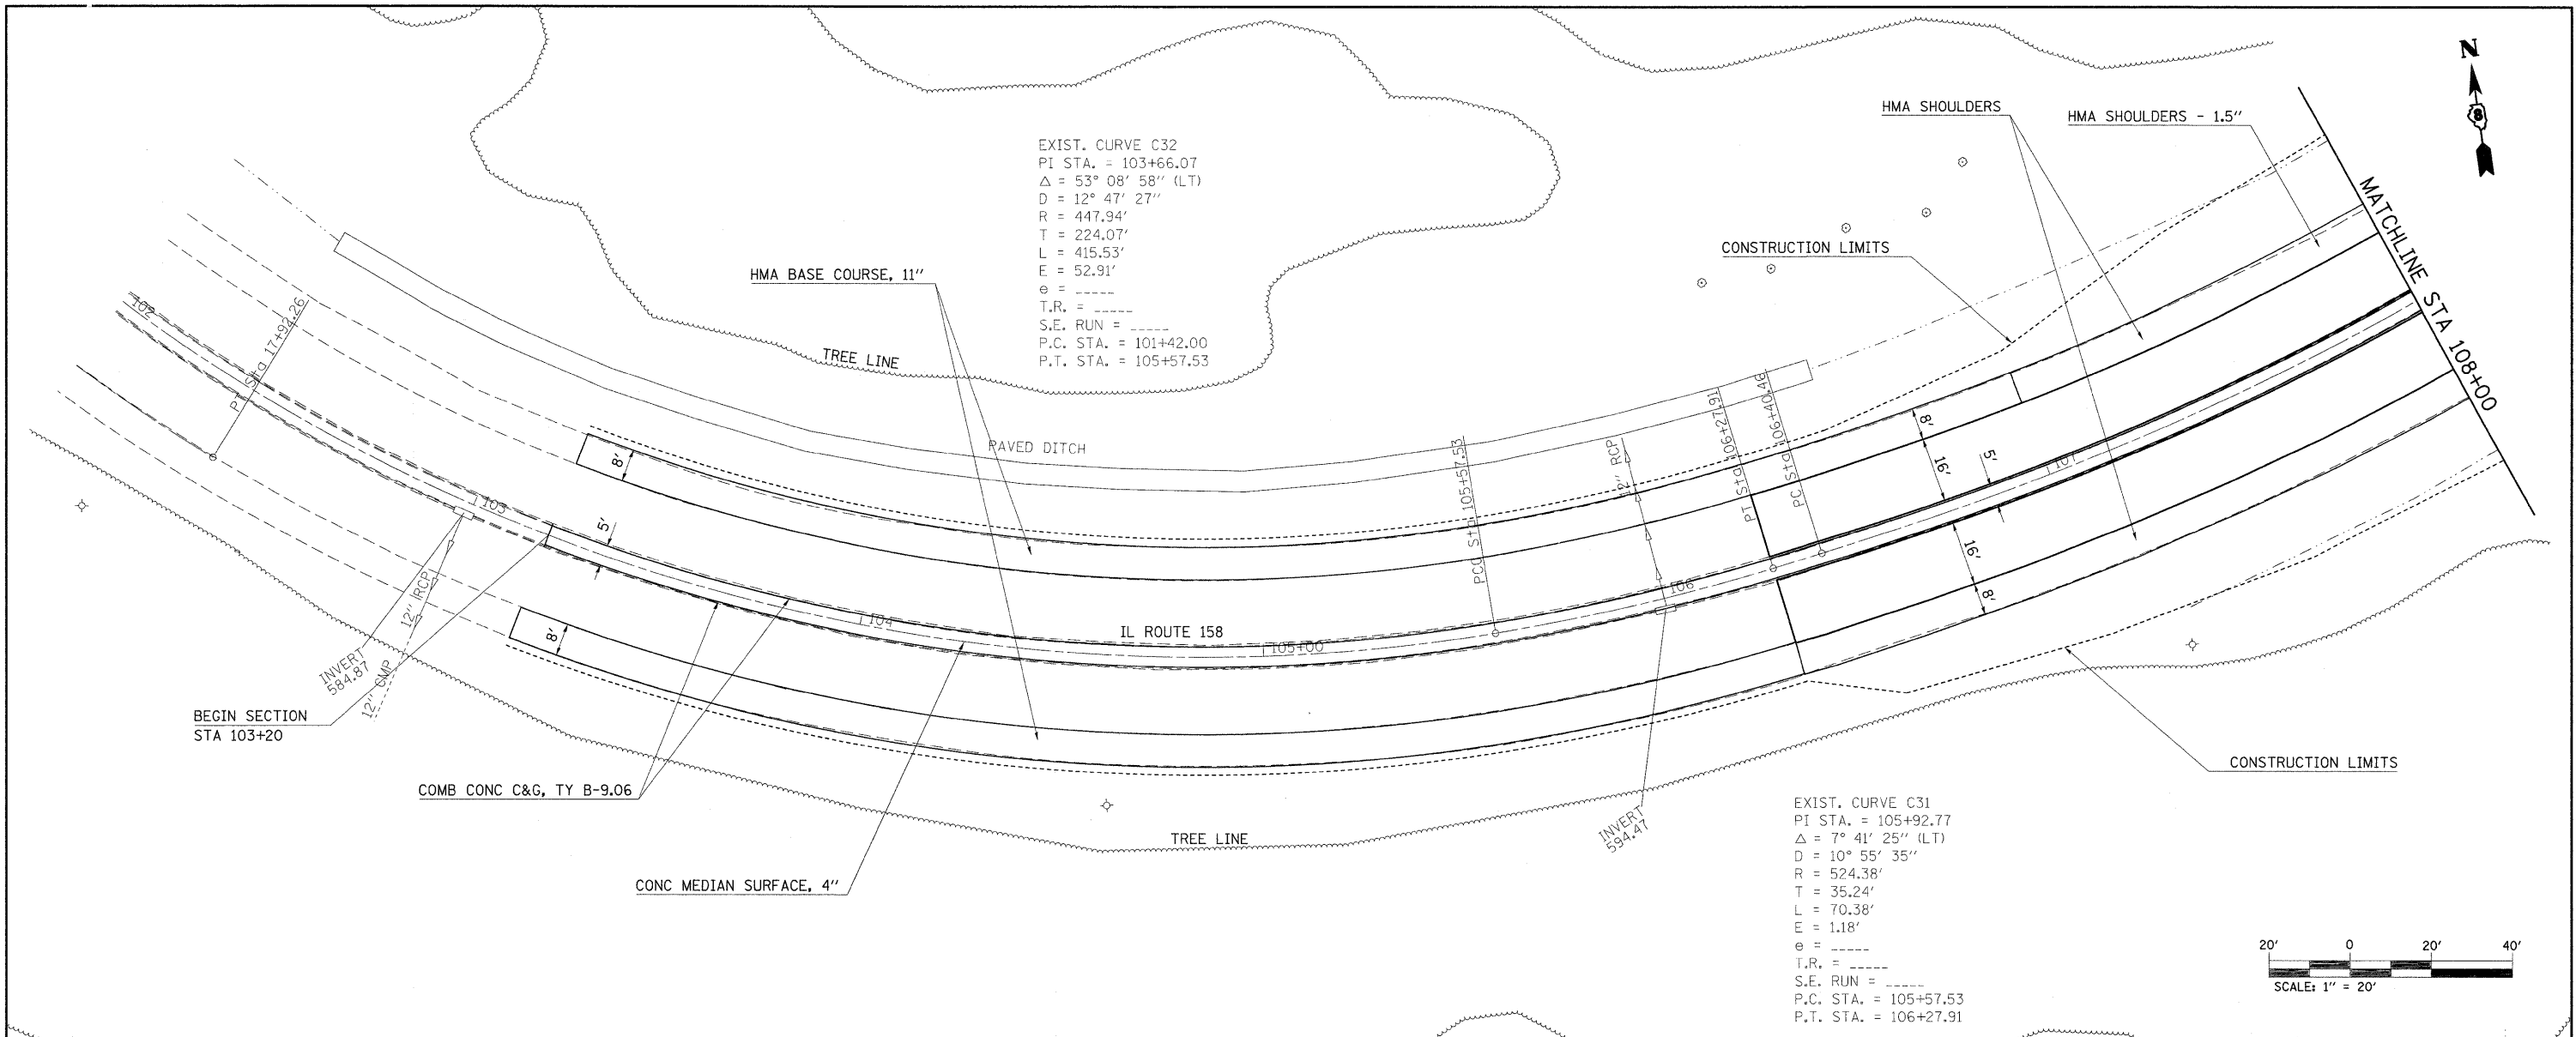 N
8
HMA SHOULDERS
HMA SHOULDERS - 1.5"
EXIST. CURVE C32
PI STA. = 103+66.07
Δ = 53° 08' 58" (LT)
D = 12° 47' 27"
R = 447.94'
T = 224.07'
L = 415.53'
E = 52.91'
e = _____
T.R. = _____
S.E. RUN = _____
P.C. STA. = 101+42.00
P.T. STA. = 105+57.53
MATCHLINE STA 108+00
CONSTRUCTION LIMITS
HMA BASE COURSE, 11"
TREE LINE
102
PT Sta 17+92.26
PAVED DITCH
8'
PCC Sta 105+57.53
12" RCP
PT Sta 106+27.91
PC Sta 106+40.46
8'
16'
5'
107
103
5'
16'
8'
106
104
IL ROUTE 158
105+00
8'
12" RCP
INVERT
584.87
12" CMP
BEGIN SECTION
STA 103+20
COMB CONC C&G, TY B-9.06
CONSTRUCTION LIMITS
TREE LINE
INVERT
594.47
CONC MEDIAN SURFACE, 4"
EXIST. CURVE C31
PI STA. = 105+92.77
Δ = 7° 41' 25" (LT)
D = 10° 55' 35"
R = 524.38'
T = 35.24'
L = 70.38'
E = 1.18'
e = _____
T.R. = _____
S.E. RUN = _____
P.C. STA. = 105+57.53
P.T. STA. = 106+27.91
20' 0 20' 40'
SCALE: 1" = 20'